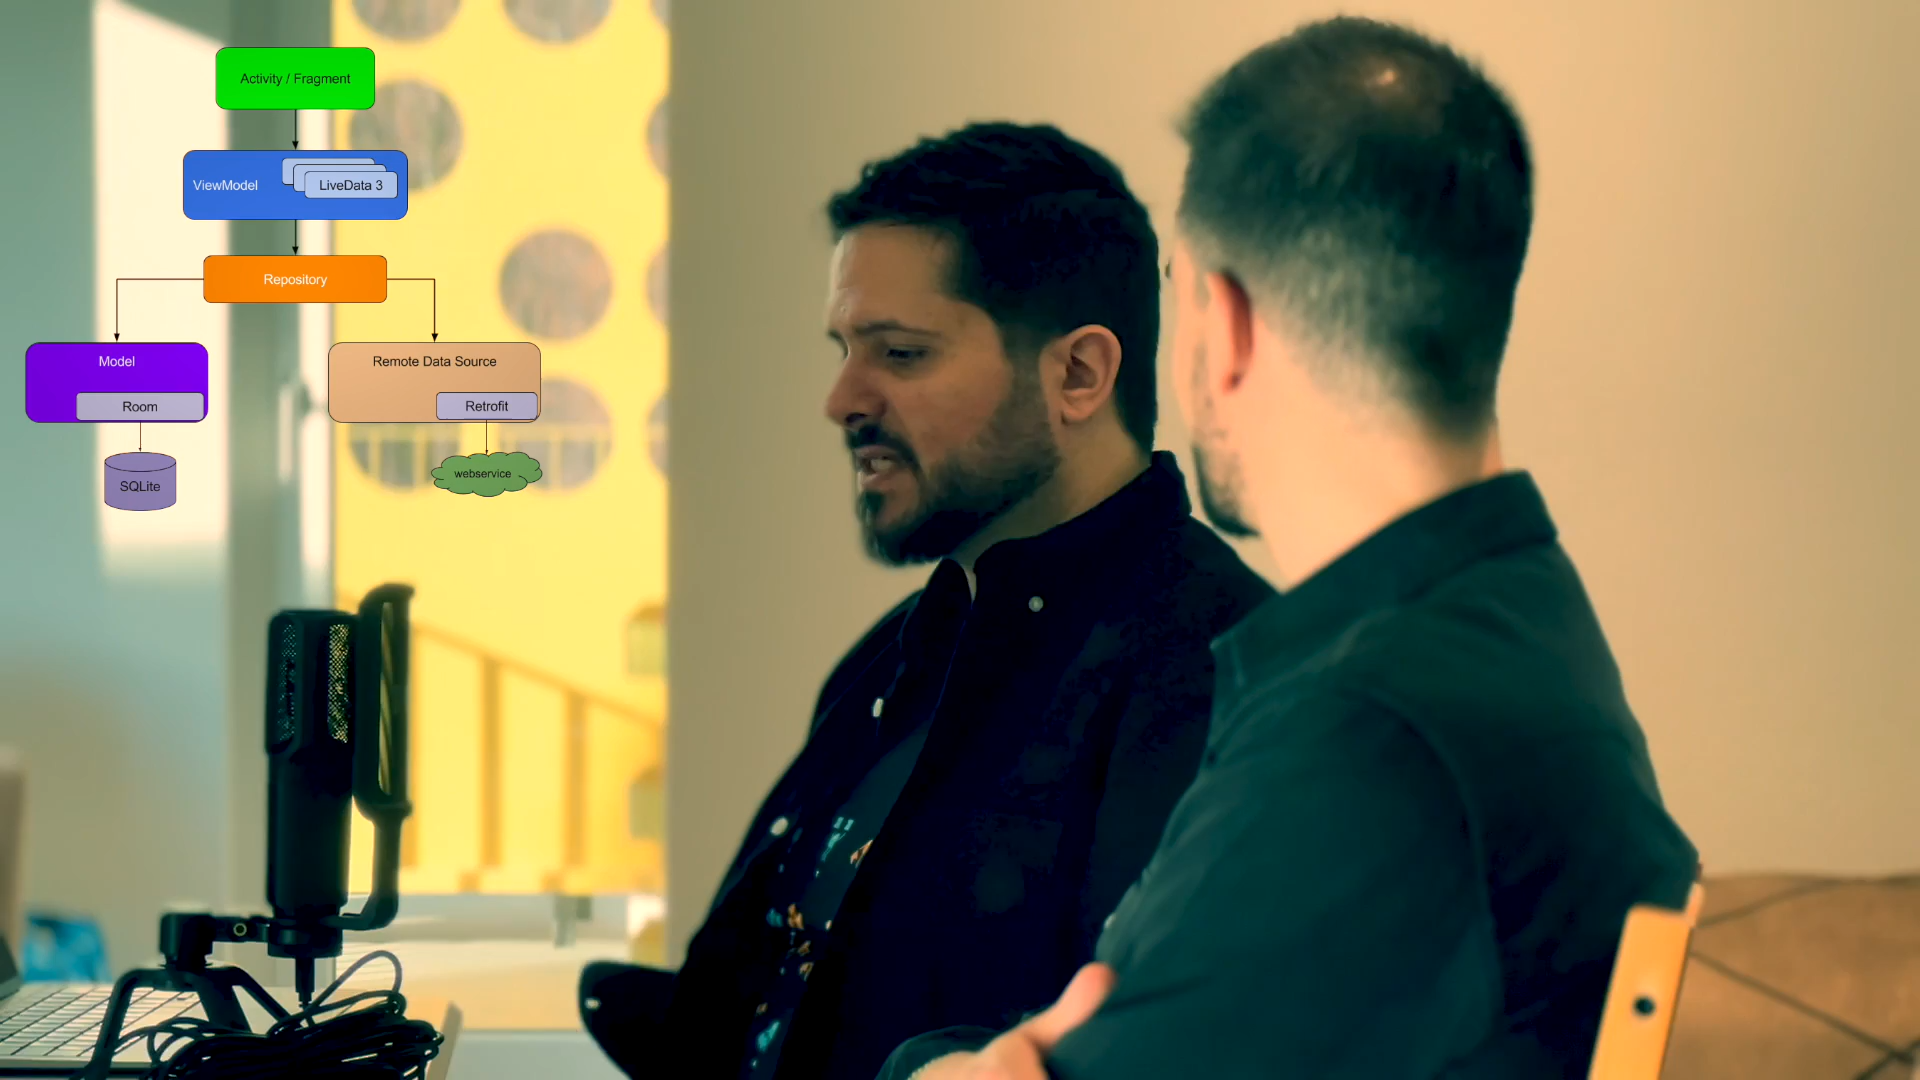 Activity / Fragment
ViewModel
LiveData 3
Repository
Model
Remote Data Source
Room
Retrofit
SQLite
webservice